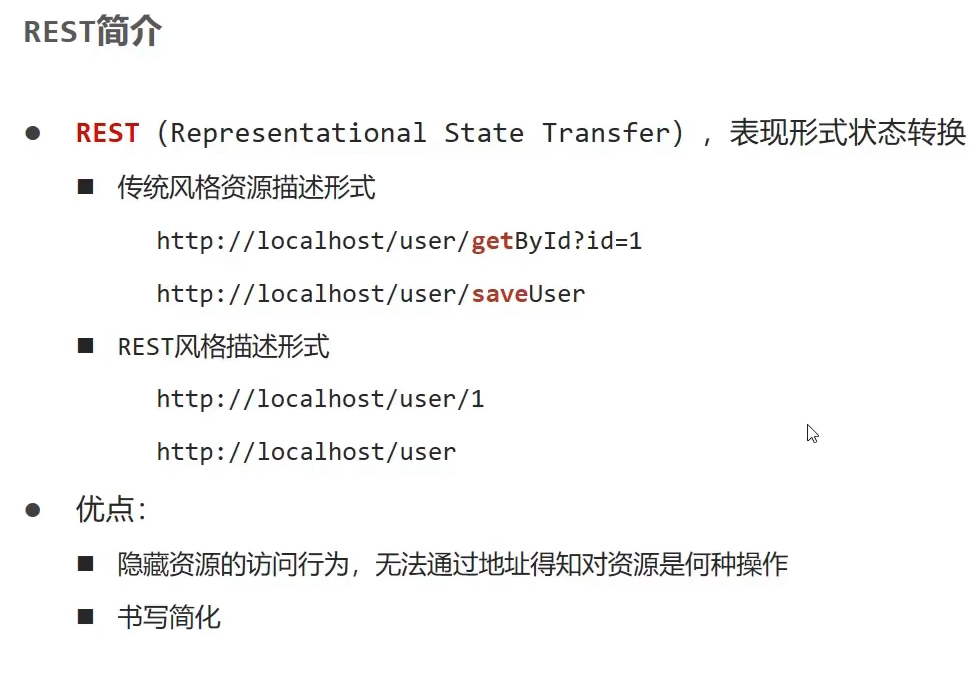 REST简介
REST（Representational State Transfer），表现形式状态转换
传统风格资源描述形式
http://localhost/user/getById?id=1
http://localhost/user/saveUser
REST风格描述形式
http://localhost/user/1
http://localhost/user
优点：
隐藏资源的访问行为，无法通过地址得知对资源是何种操作
书写简化